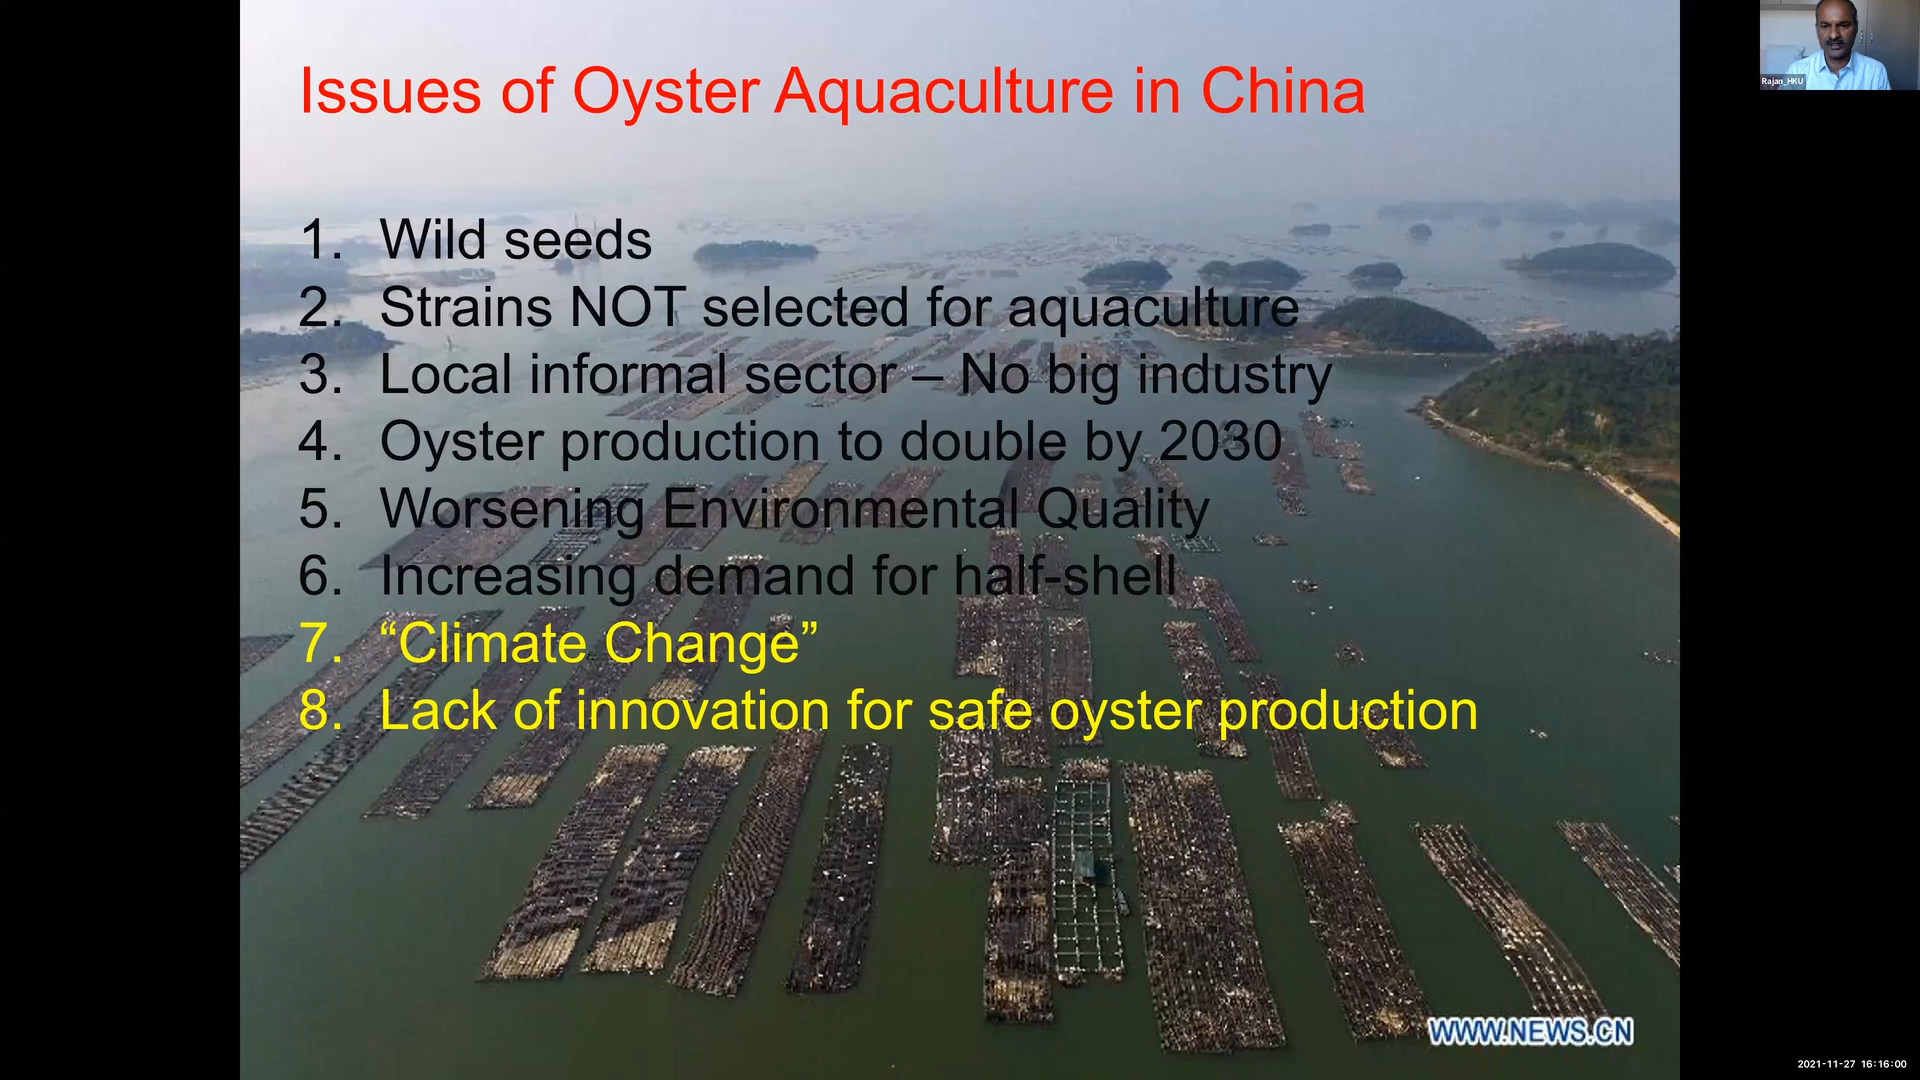 Issues of Oyster Aquaculture in China
Rajan_HKU
1. Wild seeds
2. Strains NOT selected for aquaculture
3. Local informal sector – No big industry
4. Oyster production to double by 2030
5. Worsening Environmental Quality
6. Increasing demand for half-shell
7. “Climate Change”
8. Lack of innovation for safe oyster production
WWW.NEWS.CN
2021-11-27 16:16:00